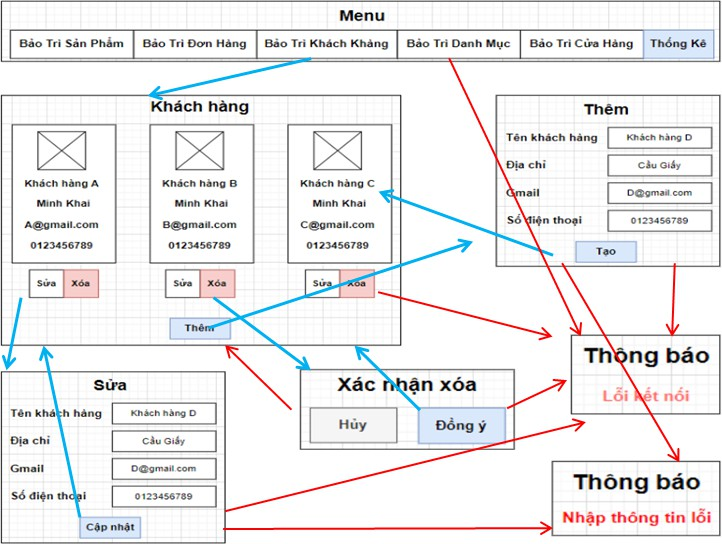 Menu
Bảo Trì Sản Phẩm Bảo Trì Đơn Hàng Bảo Trì Khách Khàng Bảo Trì Danh Mục Bảo Trì Cửa Hàng Thống Kê
Khách hàng
Khách hàng A
Minh Khai
A@gmail.com
0123456789
Sửa Xóa
Khách hàng B
Minh Khai
B@gmail.com
0123456789
Sửa Xóa
Khách hàng C
Minh Khai
C@gmail.com
0123456789
Sửa Xóa
Thêm
Thêm
Tên khách hàng Khách hàng D
Địa chỉ Cầu Giấy
Gmail D@gmail.com
Số điện thoại 0123456789
Tạo
Sửa
Tên khách hàng Khách hàng D
Địa chỉ Cầu Giấy
Gmail D@gmail.com
Số điện thoại 0123456789
Cập nhật
Xác nhận xóa
Hủy Đồng ý
Thông báo
Lỗi kết nối
Thông báo
Nhập thông tin lỗi